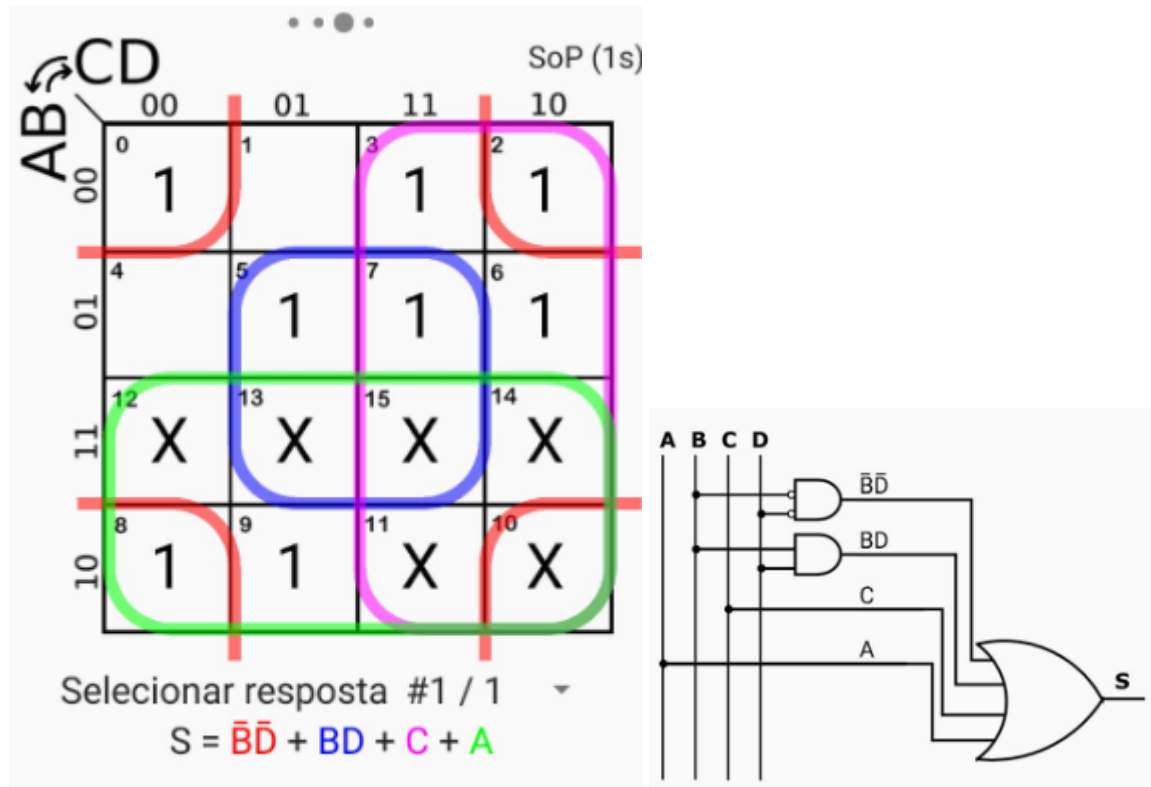 SoP (1s)
CD
AB
00 01 11 10
00
0 1 3 2
1 1 1
01
4 5 7 6
1 1 1
11
12 13 15 14
X X X X
10
8 9 11 10
1 1 X X
Selecionar resposta #1 / 1
S = B̄D̄ + BD + C + A
A B C D
B̄D̄
BD
C
A
S